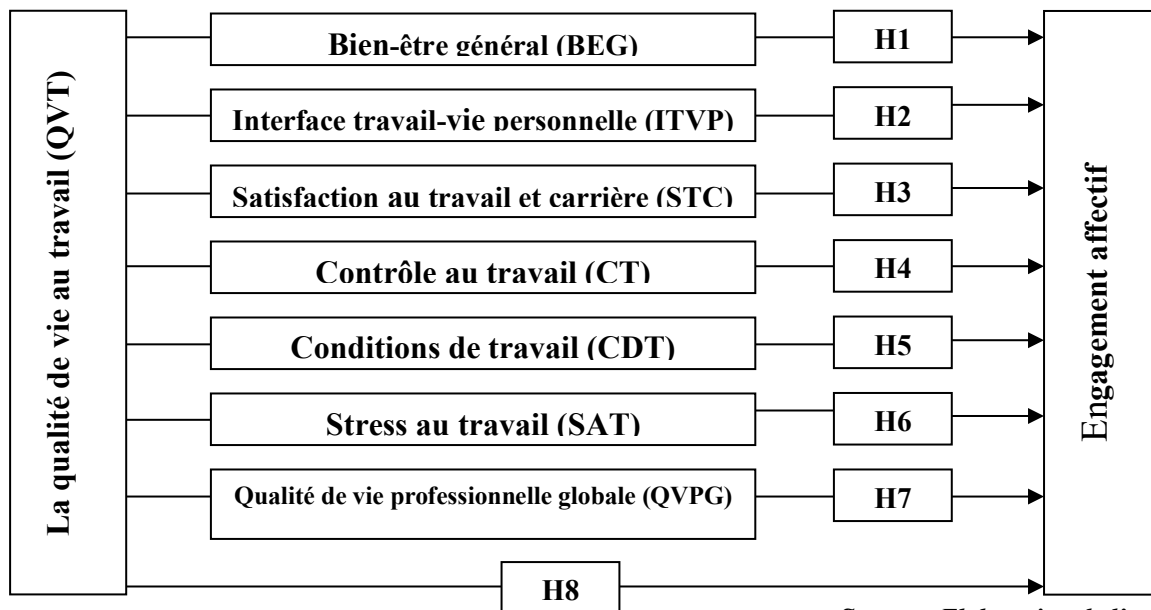 La qualité de vie au travail (QVT)
Bien-être général (BEG)
H1
Interface travail-vie personnelle (ITVP)
H2
Satisfaction au travail et carrière (STC)
H3
Contrôle au travail (CT)
H4
Conditions de travail (CDT)
H5
Stress au travail (SAT)
H6
Qualité de vie professionnelle globale (QVPG)
H7
H8
Engagement affectif